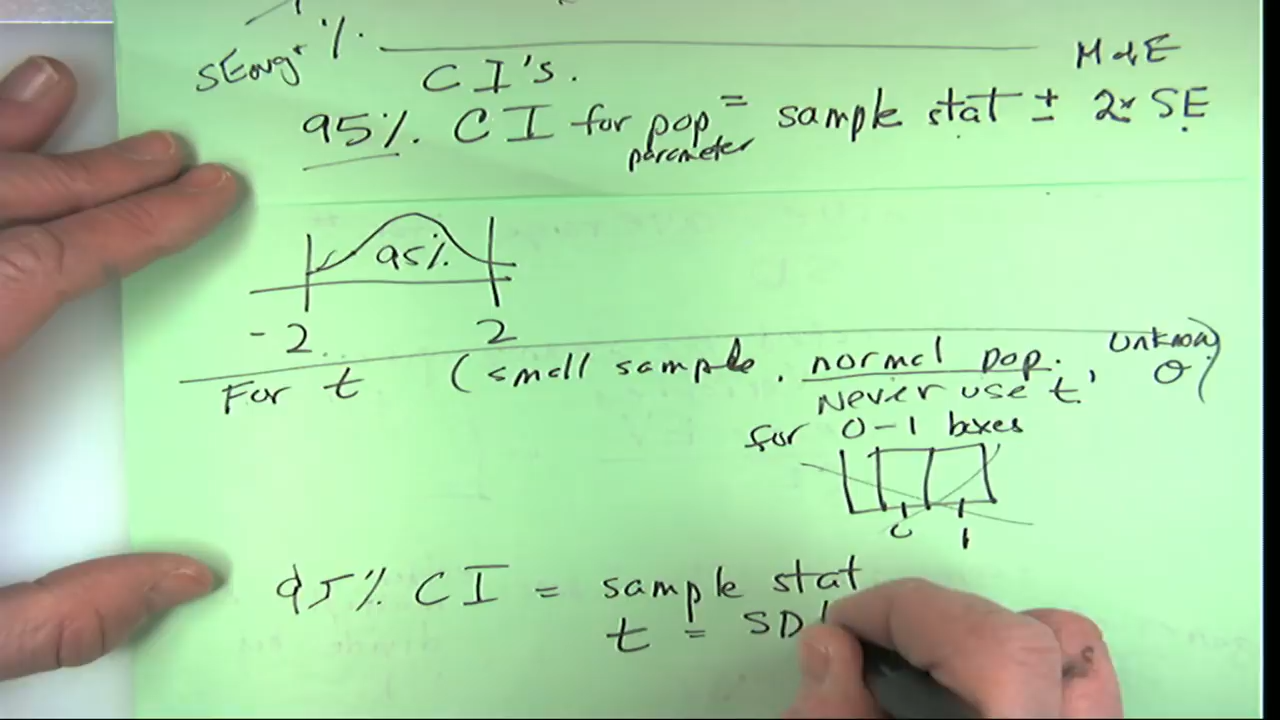 SEavg, %
M of E
CI's.
95% CI for pop = sample stat ± 2* SE
parameter
95%
-2 2
For t (small sample, normal pop. unknown σ)
Never use t,
for 0-1 boxes
0 1
95% CI = sample stat
t = SD